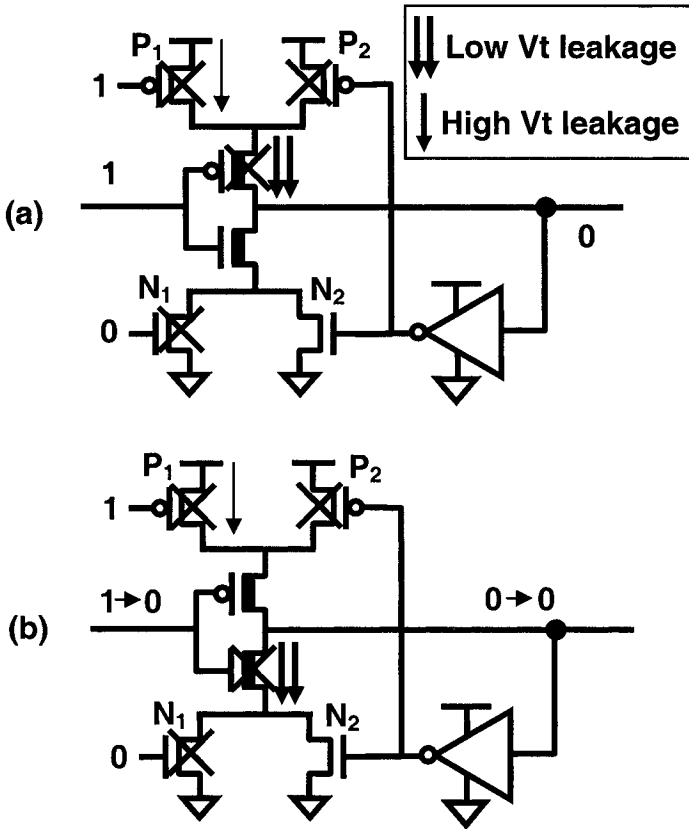 P1
P2
Low Vt leakage
High Vt leakage
1
1
(a)
0
N1
N2
0
P1
P2
1
1→0
0→0
(b)
N1
N2
0